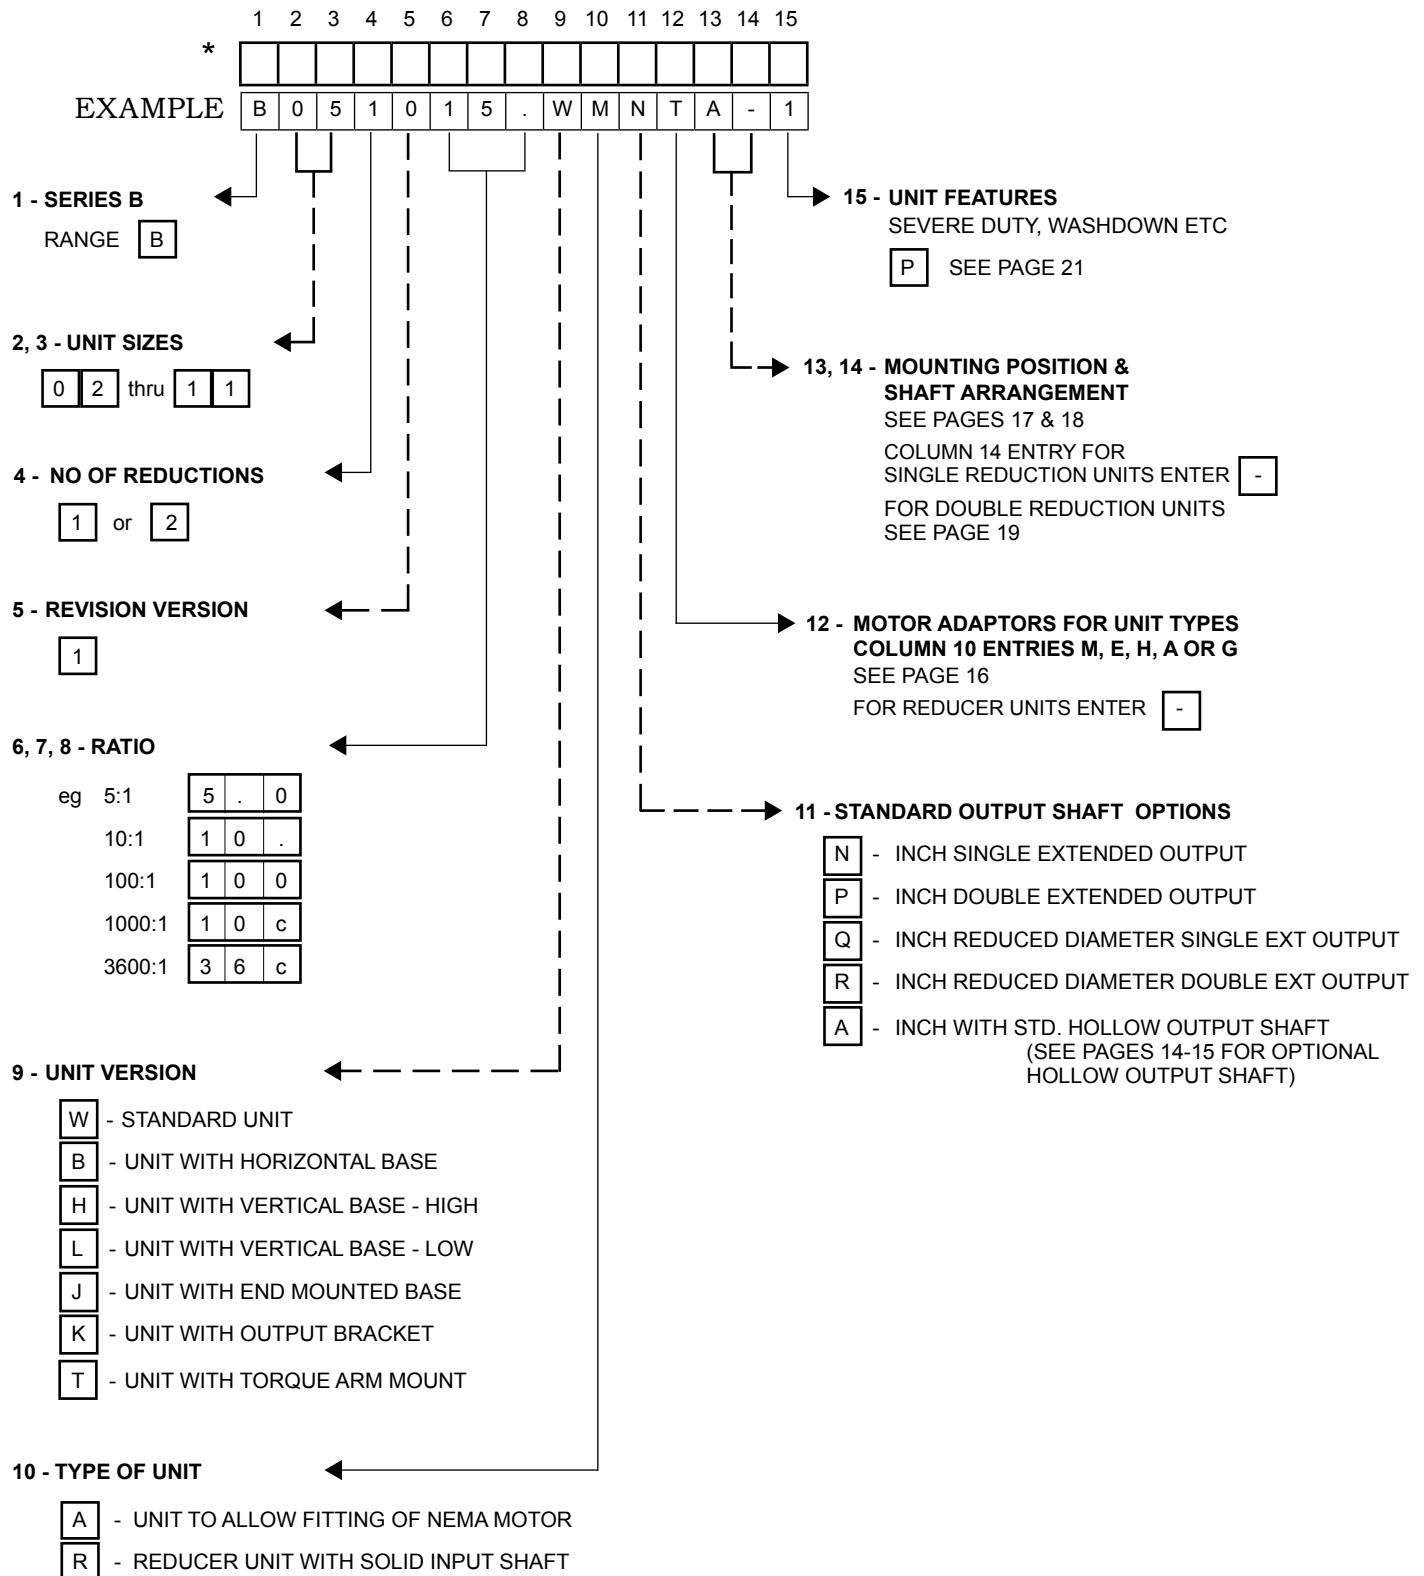 1 2 3 4 5 6 7 8 9 10 11 12 13 14 15
*
EXAMPLE B 0 5 1 0 1 5 . W M N T A - 1
1 - SERIES B
RANGE B
2, 3 - UNIT SIZES
0 2 thru 1 1
4 - NO OF REDUCTIONS
1 or 2
5 - REVISION VERSION
1
6, 7, 8 - RATIO
eg 5:1 5 . 0
10:1 1 0 .
100:1 1 0 0
1000:1 1 0 c
3600:1 3 6 c
9 - UNIT VERSION
W - STANDARD UNIT
B - UNIT WITH HORIZONTAL BASE
H - UNIT WITH VERTICAL BASE - HIGH
L - UNIT WITH VERTICAL BASE - LOW
J - UNIT WITH END MOUNTED BASE
K - UNIT WITH OUTPUT BRACKET
T - UNIT WITH TORQUE ARM MOUNT
10 - TYPE OF UNIT
A - UNIT TO ALLOW FITTING OF NEMA MOTOR
R - REDUCER UNIT WITH SOLID INPUT SHAFT
15 - UNIT FEATURES
SEVERE DUTY, WASHDOWN ETC
P SEE PAGE 21
13, 14 - MOUNTING POSITION &
SHAFT ARRANGEMENT
SEE PAGES 17 & 18
COLUMN 14 ENTRY FOR
SINGLE REDUCTION UNITS ENTER -
FOR DOUBLE REDUCTION UNITS
SEE PAGE 19
12 - MOTOR ADAPTORS FOR UNIT TYPES
COLUMN 10 ENTRIES M, E, H, A OR G
SEE PAGE 16
FOR REDUCER UNITS ENTER -
11 - STANDARD OUTPUT SHAFT OPTIONS
N - INCH SINGLE EXTENDED OUTPUT
P - INCH DOUBLE EXTENDED OUTPUT
Q - INCH REDUCED DIAMETER SINGLE EXT OUTPUT
R - INCH REDUCED DIAMETER DOUBLE EXT OUTPUT
A - INCH WITH STD. HOLLOW OUTPUT SHAFT
(SEE PAGES 14-15 FOR OPTIONAL
HOLLOW OUTPUT SHAFT)